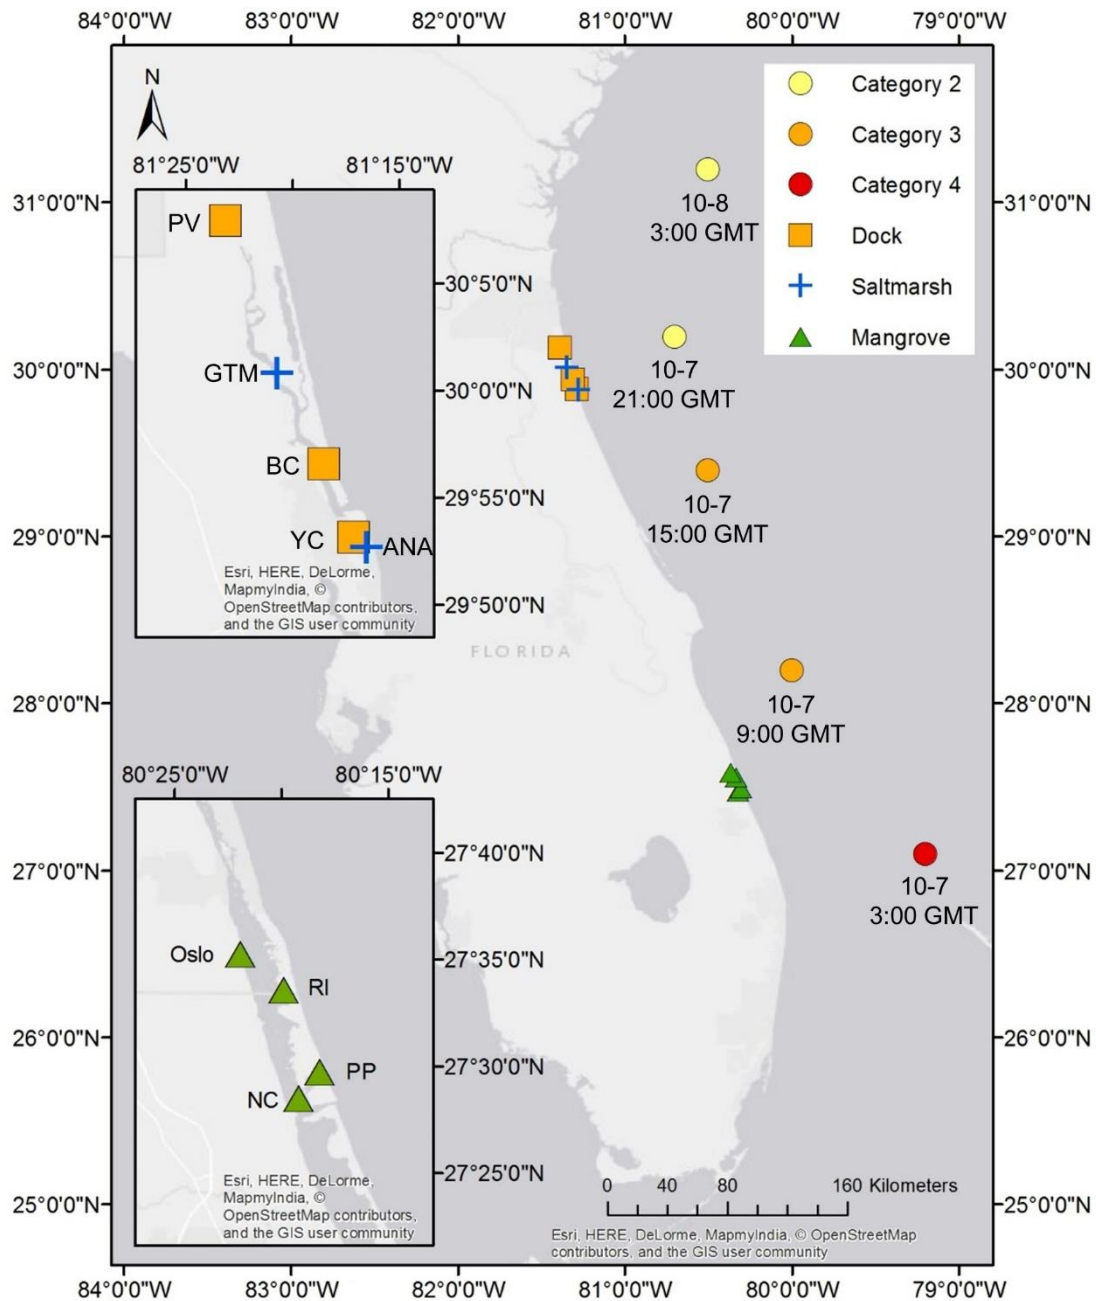 84°0'0"W
83°0'0"W
82°0'0"W
81°0'0"W
80°0'0"W
79°0'0"W
N
Category 2
Category 3
Category 4
Dock
Saltmarsh
Mangrove
81°25'0"W
81°15'0"W
PV
GTM
BC
YC
ANA
Esri, HERE, DeLorme,
MapmyIndia, ©
OpenStreetMap contributors,
and the GIS user community
30°5'0"N
30°0'0"N
29°55'0"N
29°50'0"N
31°0'0"N
30°0'0"N
29°0'0"N
28°0'0"N
27°0'0"N
26°0'0"N
25°0'0"N
10-8
3:00 GMT
10-7
21:00 GMT
10-7
15:00 GMT
10-7
9:00 GMT
10-7
3:00 GMT
FLORIDA
31°0'0"N
30°0'0"N
29°0'0"N
28°0'0"N
27°0'0"N
26°0'0"N
25°0'0"N
80°25'0"W
80°15'0"W
Oslo
RI
PP
NC
Esri, HERE, DeLorme,
MapmyIndia, ©
OpenStreetMap contributors,
and the GIS user community
27°40'0"N
27°35'0"N
27°30'0"N
27°25'0"N
0 40 80 160 Kilometers
Esri, HERE, DeLorme, MapmyIndia, © OpenStreetMap
contributors, and the GIS user community
84°0'0"W
83°0'0"W
82°0'0"W
81°0'0"W
80°0'0"W
79°0'0"W